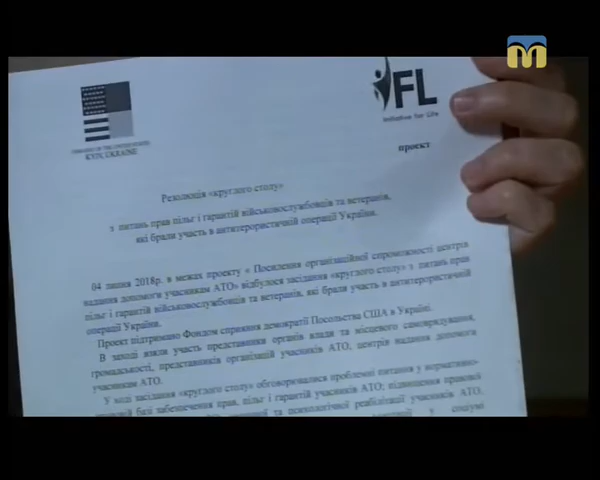 EMBASSY OF THE UNITED STATES
KYIV, UKRAINE
IFL
Initiative for Life
проект
Резолюція «круглого столу»
з питань прав пільг і гарантій військовослужбовців та ветеранів,
які брали участь в антитерористичній операції України.
04 липня 2018р. в межах проекту « Посилення організаційної спроможності центрів
надання допомоги учасникам АТО» відбулося засідання «круглого столу» з питань прав
пільг і гарантій військовослужбовців та ветеранів, які брали участь в антитерористичній
операції України.
Проект підтримано Фондом сприяння демократії Посольства США в Україні.
В заході взяли участь представники органів влади та місцевого самоврядування,
громадськості, представників організацій учасників АТО, центрів надання допомоги
учасникам АТО.
У ході засідання «круглого столу» обговорювалися проблемні питання у нормативно-
правовій базі забезпечення прав, пільг і гарантій учасників АТО; підвищення правової
та психологічної реабілітації учасників АТО,
у соціумі